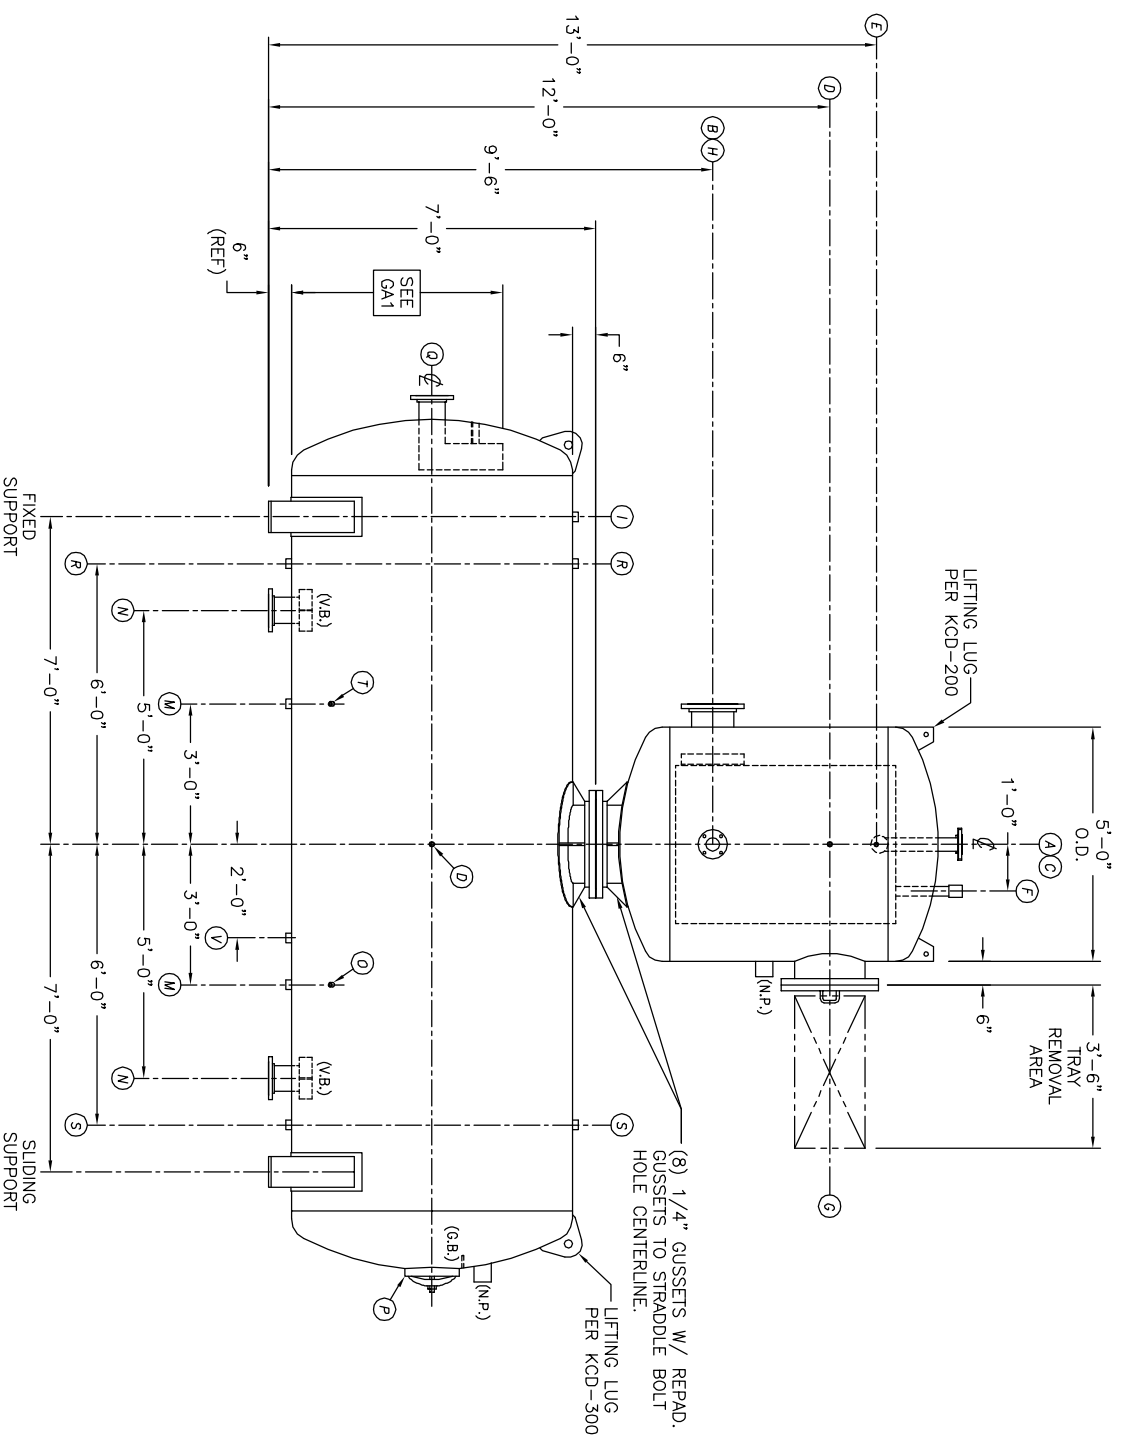 13'-0"
12'-0"
9'-6"
7'-0"
6"
(REF)
SEE
GA1
6"
E
D
B
H
Q
℄
FIXED
SUPPORT
I
R
R
N
(V.B.)
7'-0"
6'-0"
5'-0"
M
3'-0"
T
LIFTING LUG
PER KCD-200
5'-0"
O.D.
1'-0"
A
C
℄
F
6"
3'-6"
TRAY
REMOVAL
AREA
(N.P.)
G
D
2'-0"
V
3'-0"
M
O
5'-0"
6'-0"
7'-0"
N
(V.B.)
S
S
SLIDING
SUPPORT
(8) 1/4" GUSSETS W/ REPAD.
GUSSETS TO STRADDLE BOLT
HOLE CENTERLINE.
(G.B.)
(N.P.)
P
LIFTING LUG
PER KCD-300